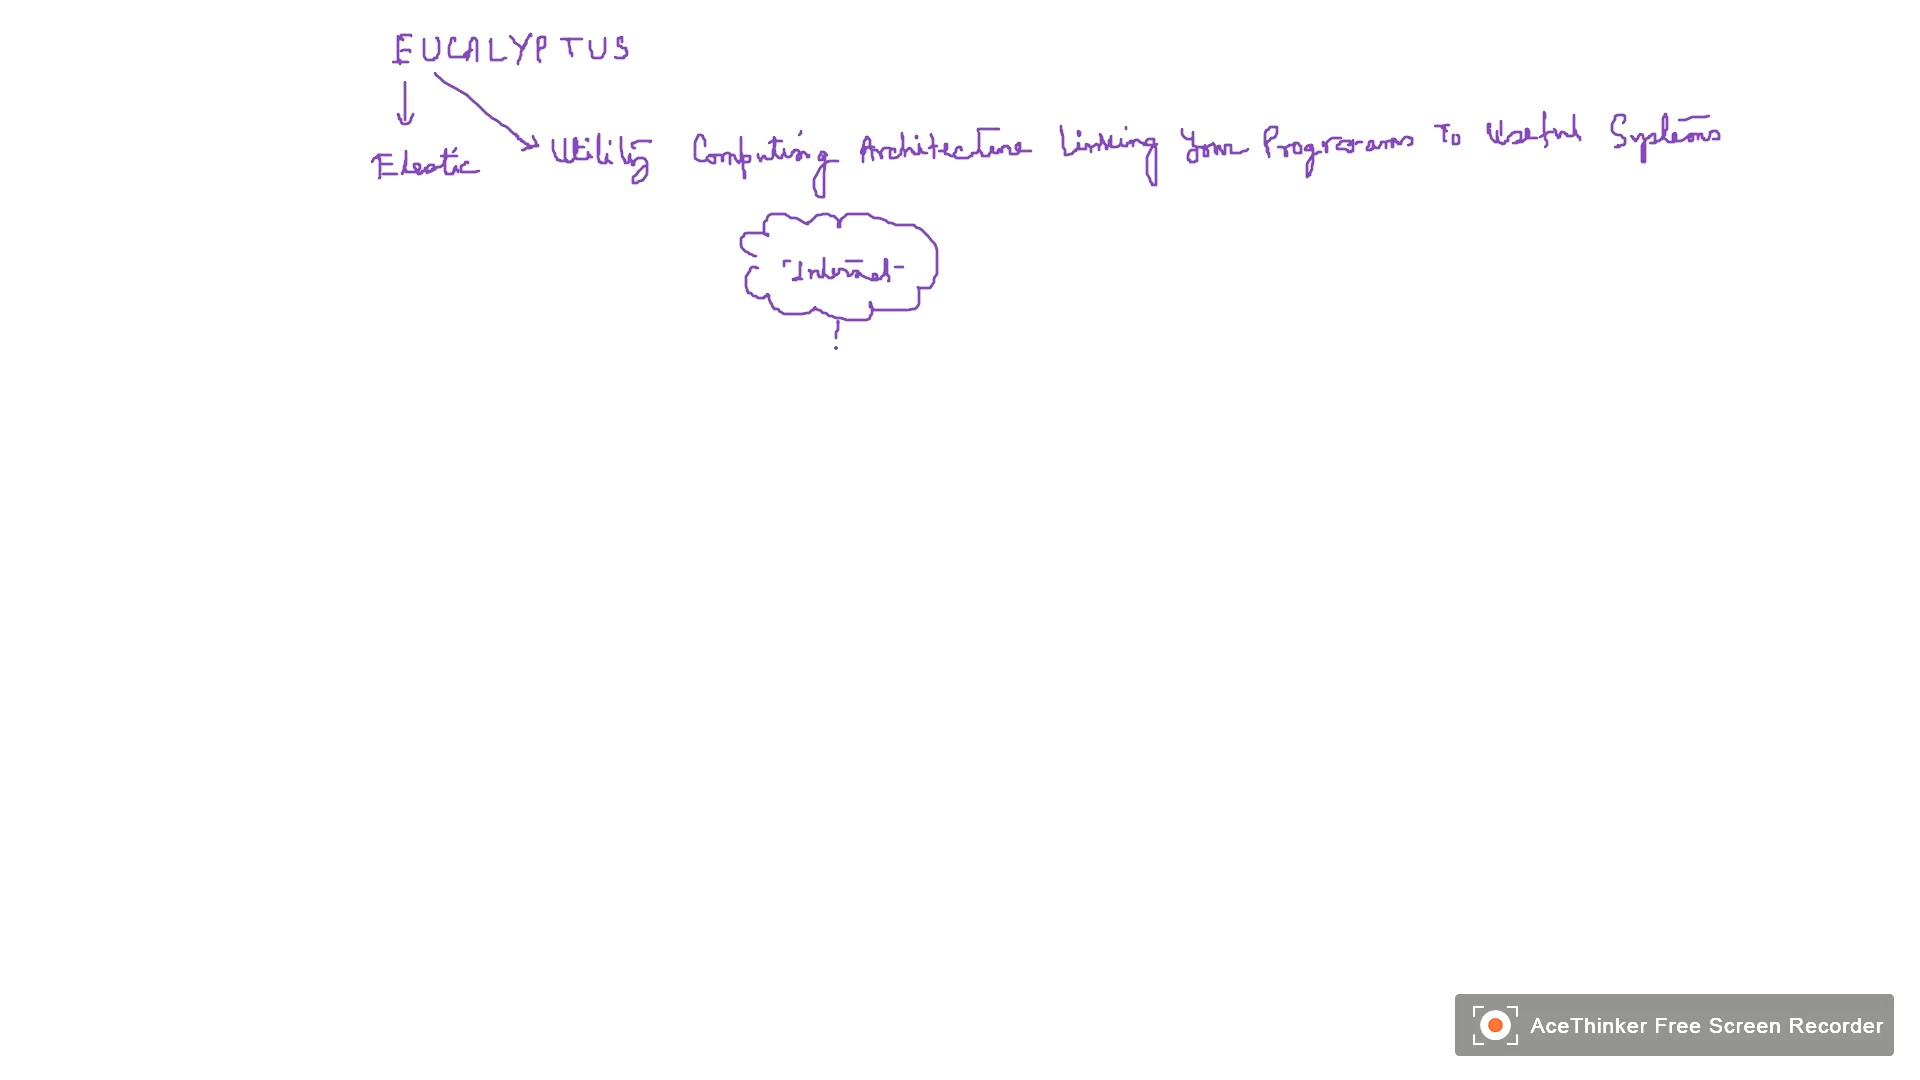 EUCALYPTUS
Elastic Utility Computing Architecture Linking Your Programs To Useful Systems
Internet
AceThinker Free Screen Recorder